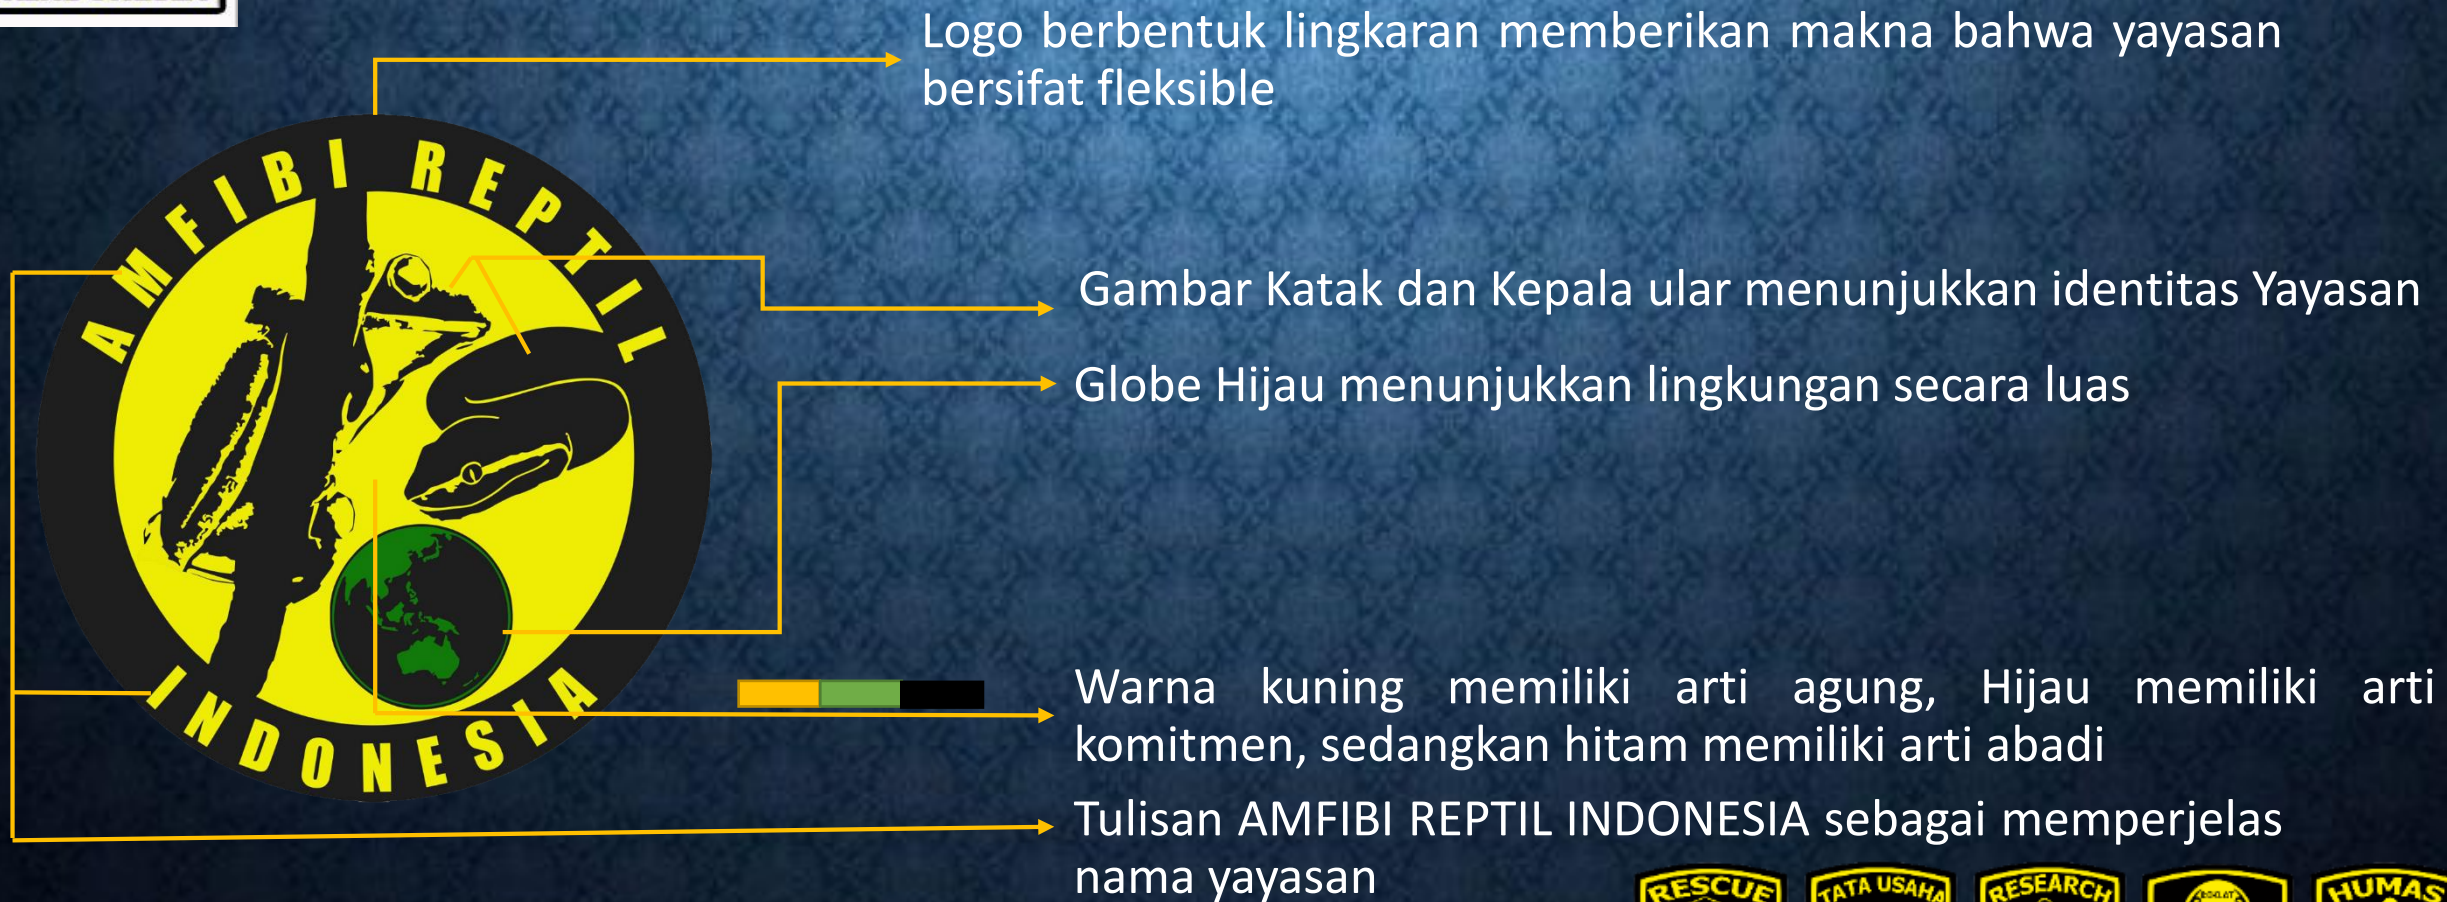 Logo berbentuk lingkaran memberikan makna bahwa yayasan
bersifat fleksible
AMFIBI REPTIL
INDONESIA
Gambar Katak dan Kepala ular menunjukkan identitas Yayasan
Globe Hijau menunjukkan lingkungan secara luas
Warna kuning memiliki arti agung, Hijau memiliki arti
komitmen, sedangkan hitam memiliki arti abadi
Tulisan AMFIBI REPTIL INDONESIA sebagai memperjelas
nama yayasan
RESCUE
TATA USAHA
RESEARCH
HUMAS